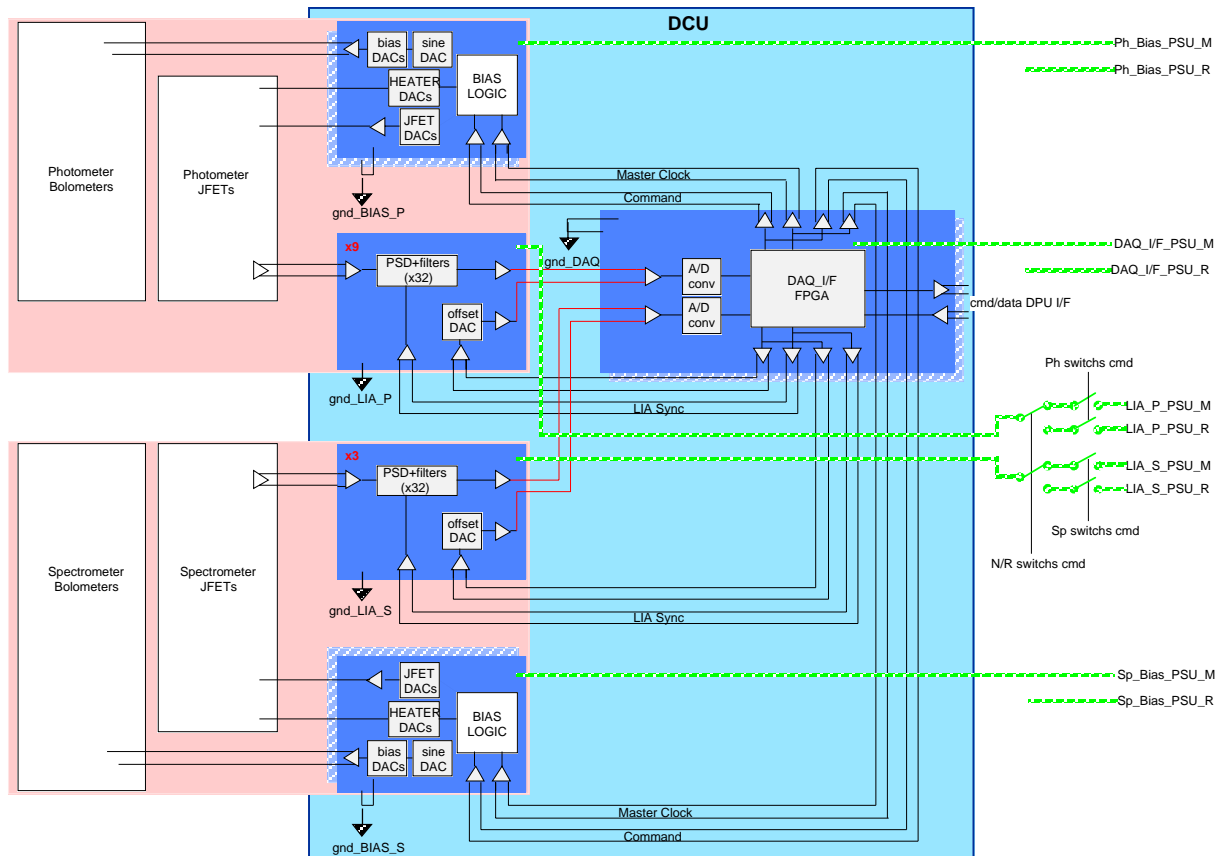 DCU
bias
DACs
sine
DAC
HEATER
DACs
BIAS
LOGIC
JFET
DACs
Ph_Bias_PSU_M
Ph_Bias_PSU_R
Photometer
Bolometers
Photometer
JFETs
gnd_BIAS_P
Master Clock
Command
x9
PSD+filters
(x32)
offset
DAC
gnd_LIA_P
LIA Sync
gnd_DAQ
A/D
conv
A/D
conv
DAQ_I/F
FPGA
DAQ_I/F_PSU_M
DAQ_I/F_PSU_R
cmd/data DPU I/F
Ph switchs cmd
LIA_P_PSU_M
LIA_P_PSU_R
LIA_S_PSU_M
LIA_S_PSU_R
Sp switchs cmd
N/R switchs cmd
x3
PSD+filters
(x32)
offset
DAC
gnd_LIA_S
LIA Sync
Spectrometer
Bolometers
Spectrometer
JFETs
JFET
DACs
HEATER
DACs
BIAS
LOGIC
bias
DACs
sine
DAC
Sp_Bias_PSU_M
Sp_Bias_PSU_R
Master Clock
Command
gnd_BIAS_S